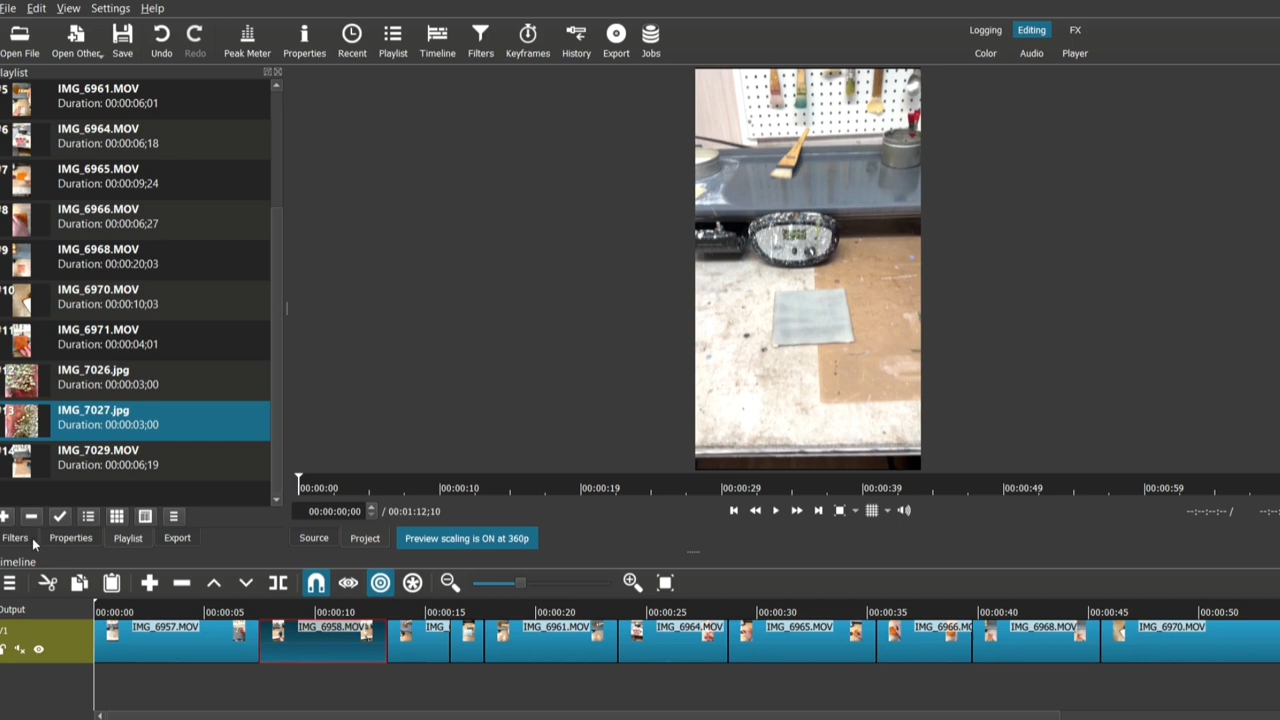 File Edit View Settings Help
Open File Open Other... Save Undo Redo Peak Meter Properties Recent Playlist Timeline Filters Keyframes History Export Jobs
Logging Editing FX
Color Audio Player
laylist
IMG_6961.MOV
Duration: 00:00:06;01
#6 IMG_6964.MOV
Duration: 00:00:06;18
#7 IMG_6965.MOV
Duration: 00:00:09;24
#8 IMG_6966.MOV
Duration: 00:00:06;27
#9 IMG_6968.MOV
Duration: 00:00:20;03
#10 IMG_6970.MOV
Duration: 00:00:10;03
#11 IMG_6971.MOV
Duration: 00:00:04;01
#12 IMG_7026.jpg
Duration: 00:00:03;00
#13 IMG_7027.jpg
Duration: 00:00:03;00
#14 IMG_7029.MOV
Duration: 00:00:06;19
00:00:00 00:00:10 00:00:19 00:00:29 00:00:39 00:00:49 00:00:59
00:00:00;00 / 00:01:12;10 --:--:--:-- /
Filters Properties Playlist Export
Source Project Preview scaling is ON at 360p
imeline
Output 00:00:00 00:00:05 00:00:10 00:00:15 00:00:20 00:00:25 00:00:30 00:00:35 00:00:40 00:00:45 00:00:50
V1 IMG_6957.MOV IMG_6958.MOV IMG_ IMG_6961.MOV IMG_6964.MOV IMG_6965.MOV IMG_6966.MO IMG_6968.MOV IMG_6970.MOV